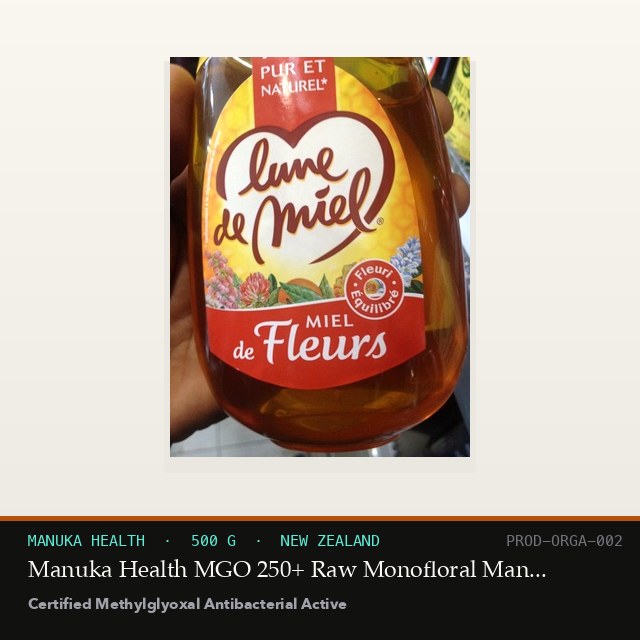 PUR ET
NATUREL*
lune
de miel®
Fleuri
Équilibré
MIEL
de Fleurs
MANUKA HEALTH · 500 G · NEW ZEALAND
PROD-ORGA-002
Manuka Health MGO 250+ Raw Monofloral Man...
Certified Methylglyoxal Antibacterial Active